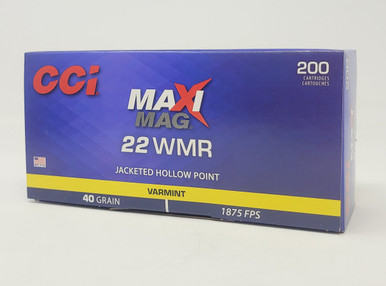 CCI
200
CARTRIDGES
CARTOUCHES
MAXI
MAG
22 WMR
JACKETED HOLLOW POINT
VARMINT
40 GRAIN
1875 FPS